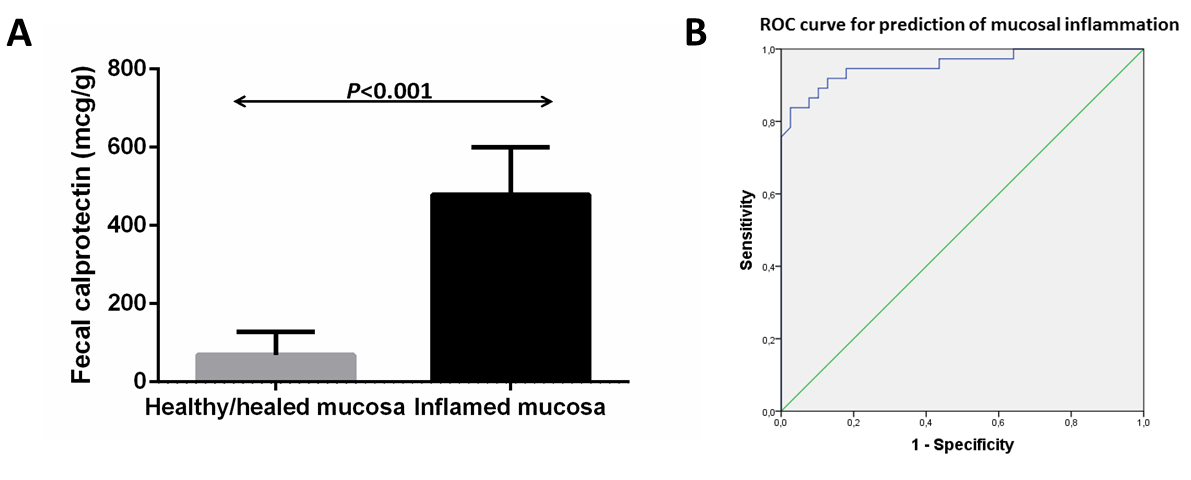 A
Fecal calprotectin (mcg/g)
800
600
400
200
0
P<0.001
Healthy/healed mucosa
Inflamed mucosa
B
ROC curve for prediction of mucosal inflammation
Sensitivity
1,0
0,8
0,6
0,4
0,2
0,0
0,0
0,2
0,4
0,6
0,8
1,0
1 - Specificity